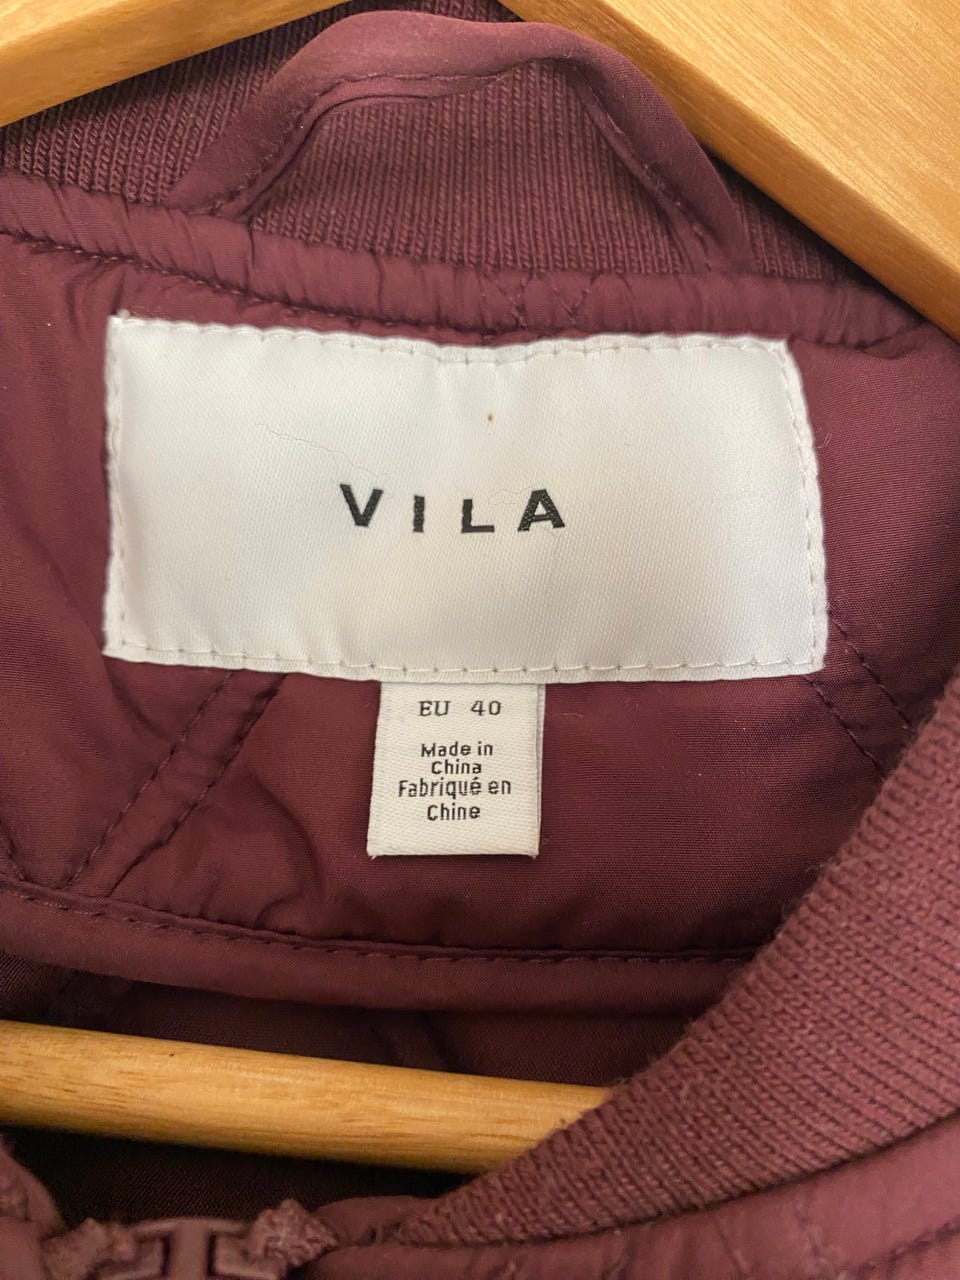 VILA
EU 40
Made in
China
Fabriqué en
Chine